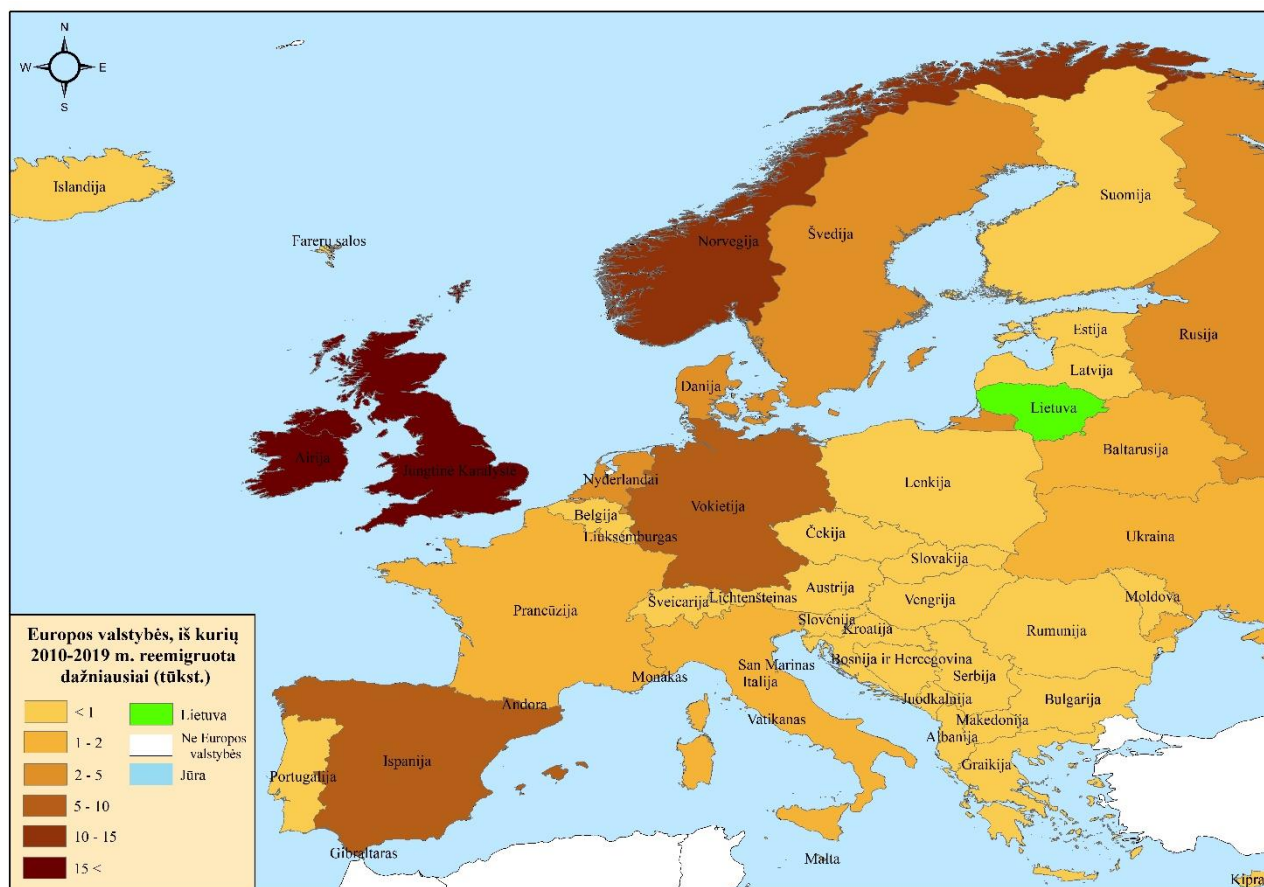 N
W E
S
Islandija
Farerų salos
Norvegija
Švedija
Suomija
Estija
Latvija
Lietuva
Rusija
Baltarusija
Danija
Airija
Jungtinė Karalystė
Nyderlandai
Belgija
Liuksemburgas
Vokietija
Lenkija
Čekija
Slovakija
Ukraina
Austrija
Vengrija
Moldova
Šveicarija
Lichtenšteinas
Prancūzija
Slovėnija
Kroatija
Rumunija
Bosnija ir Hercegovina
Serbija
San Marinas
Italija
Monakas
Andora
Vatikanas
Juodkalnija
Bulgarija
Makedonija
Albanija
Graikija
Ispanija
Portugalija
Gibraltaras
Malta
Kipra
Europos valstybės, iš kurių
2010-2019 m. reemigruota
dažniausiai (tūkst.)
< 1
1 - 2
2 - 5
5 - 10
10 - 15
15 <
Lietuva
Ne Europos
valstybės
Jūra